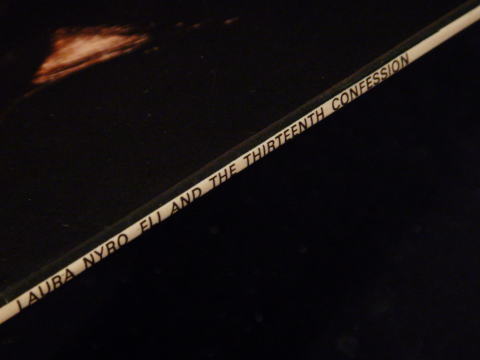 LAURA NYRO ELI AND THE THIRTEENTH CONFESSION